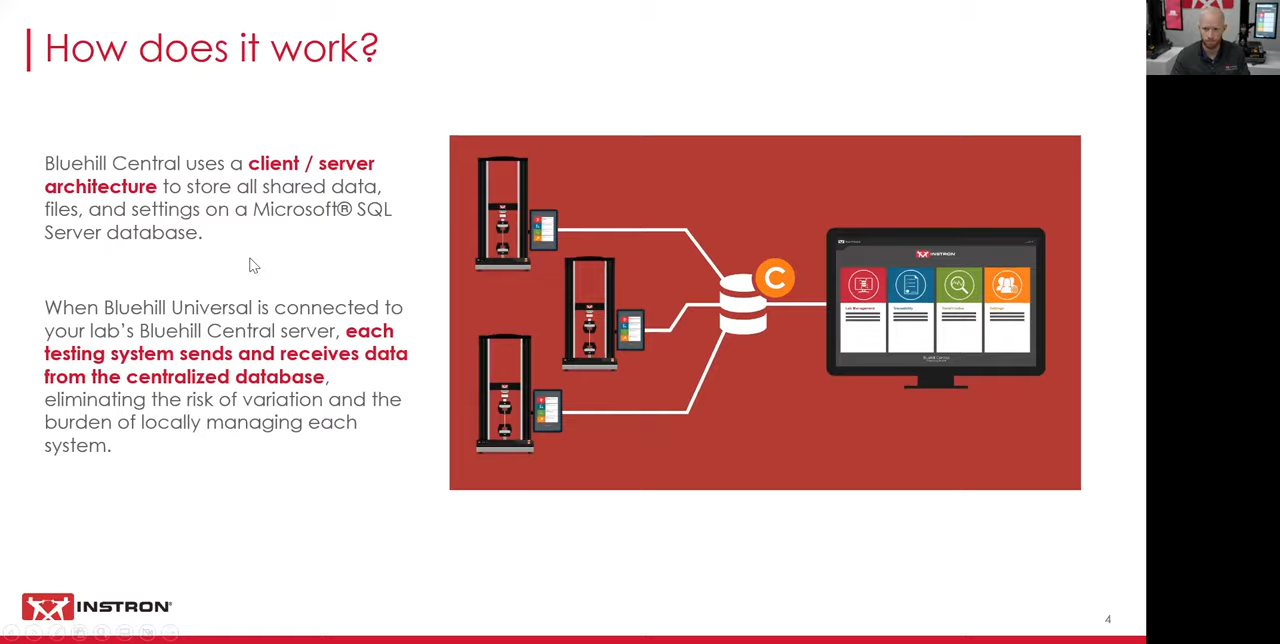 How does it work?
Bluehill Central uses a client / server
architecture to store all shared data,
files, and settings on a Microsoft® SQL
Server database.
When Bluehill Universal is connected to
your lab's Bluehill Central server, each
testing system sends and receives data
from the centralized database,
eliminating the risk of variation and the
burden of locally managing each
system.
C
INSTRON
Lab Management
Traceability
INSTRON®
4